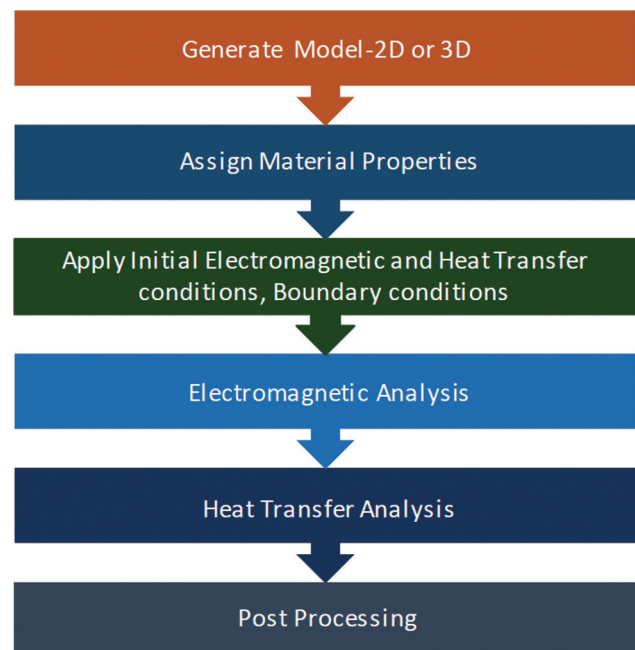 Generate Model-2D or 3D
Assign Material Properties
Apply Initial Electromagnetic and Heat Transfer
conditions, Boundary conditions
Electromagnetic Analysis
Heat Transfer Analysis
Post Processing